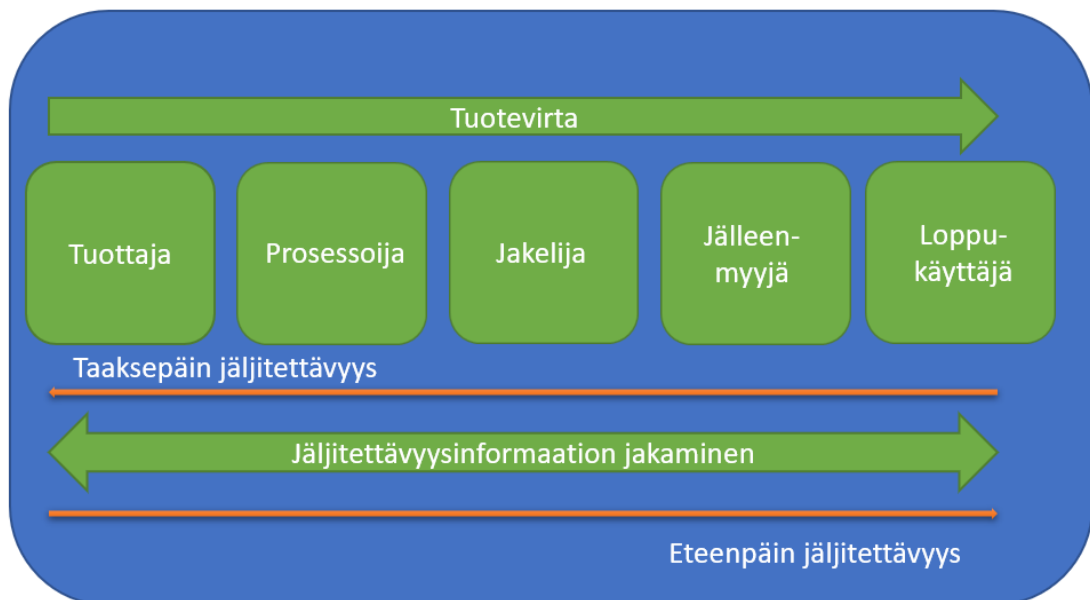 Tuotevirta
Tuottaja
Prosessoija
Jakelija
Jälleen-
myyjä
Loppu-
käyttäjä
Taaksepäin jäljitettävyys
Jäljitettävyysinformaation jakaminen
Eteenpäin jäljitettävyys